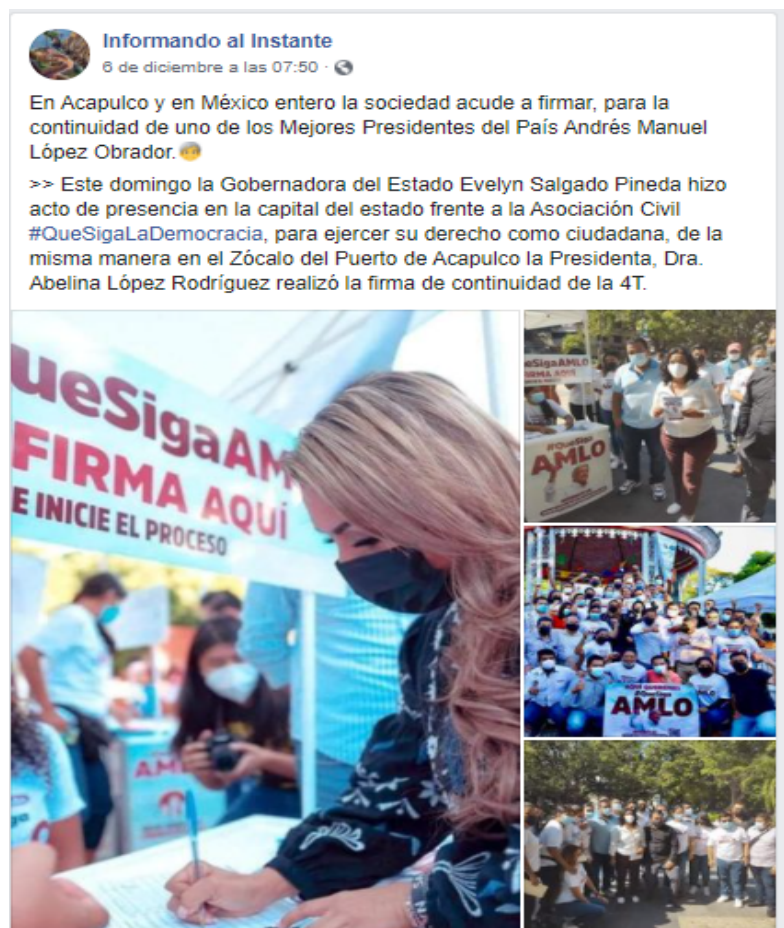 Informando al Instante
6 de diciembre a las 07:50 ·
En Acapulco y en México entero la sociedad acude a firmar, para la
continuidad de uno de los Mejores Presidentes del País Andrés Manuel
López Obrador.
>> Este domingo la Gobernadora del Estado Evelyn Salgado Pineda hizo
acto de presencia en la capital del estado frente a la Asociación Civil
#QueSigaLaDemocracia, para ejercer su derecho como ciudadana, de la
misma manera en el Zócalo del Puerto de Acapulco la Presidenta, Dra.
Abelina López Rodríguez realizó la firma de continuidad de la 4T.
ueSigaAM
FIRMA AQUÍ
E INICIE EL PROCESO
AM
eSigaAMLO
FIRMA AQUÍ
#QueSiga
AMLO
#QueSiga
AMLO
AMLO